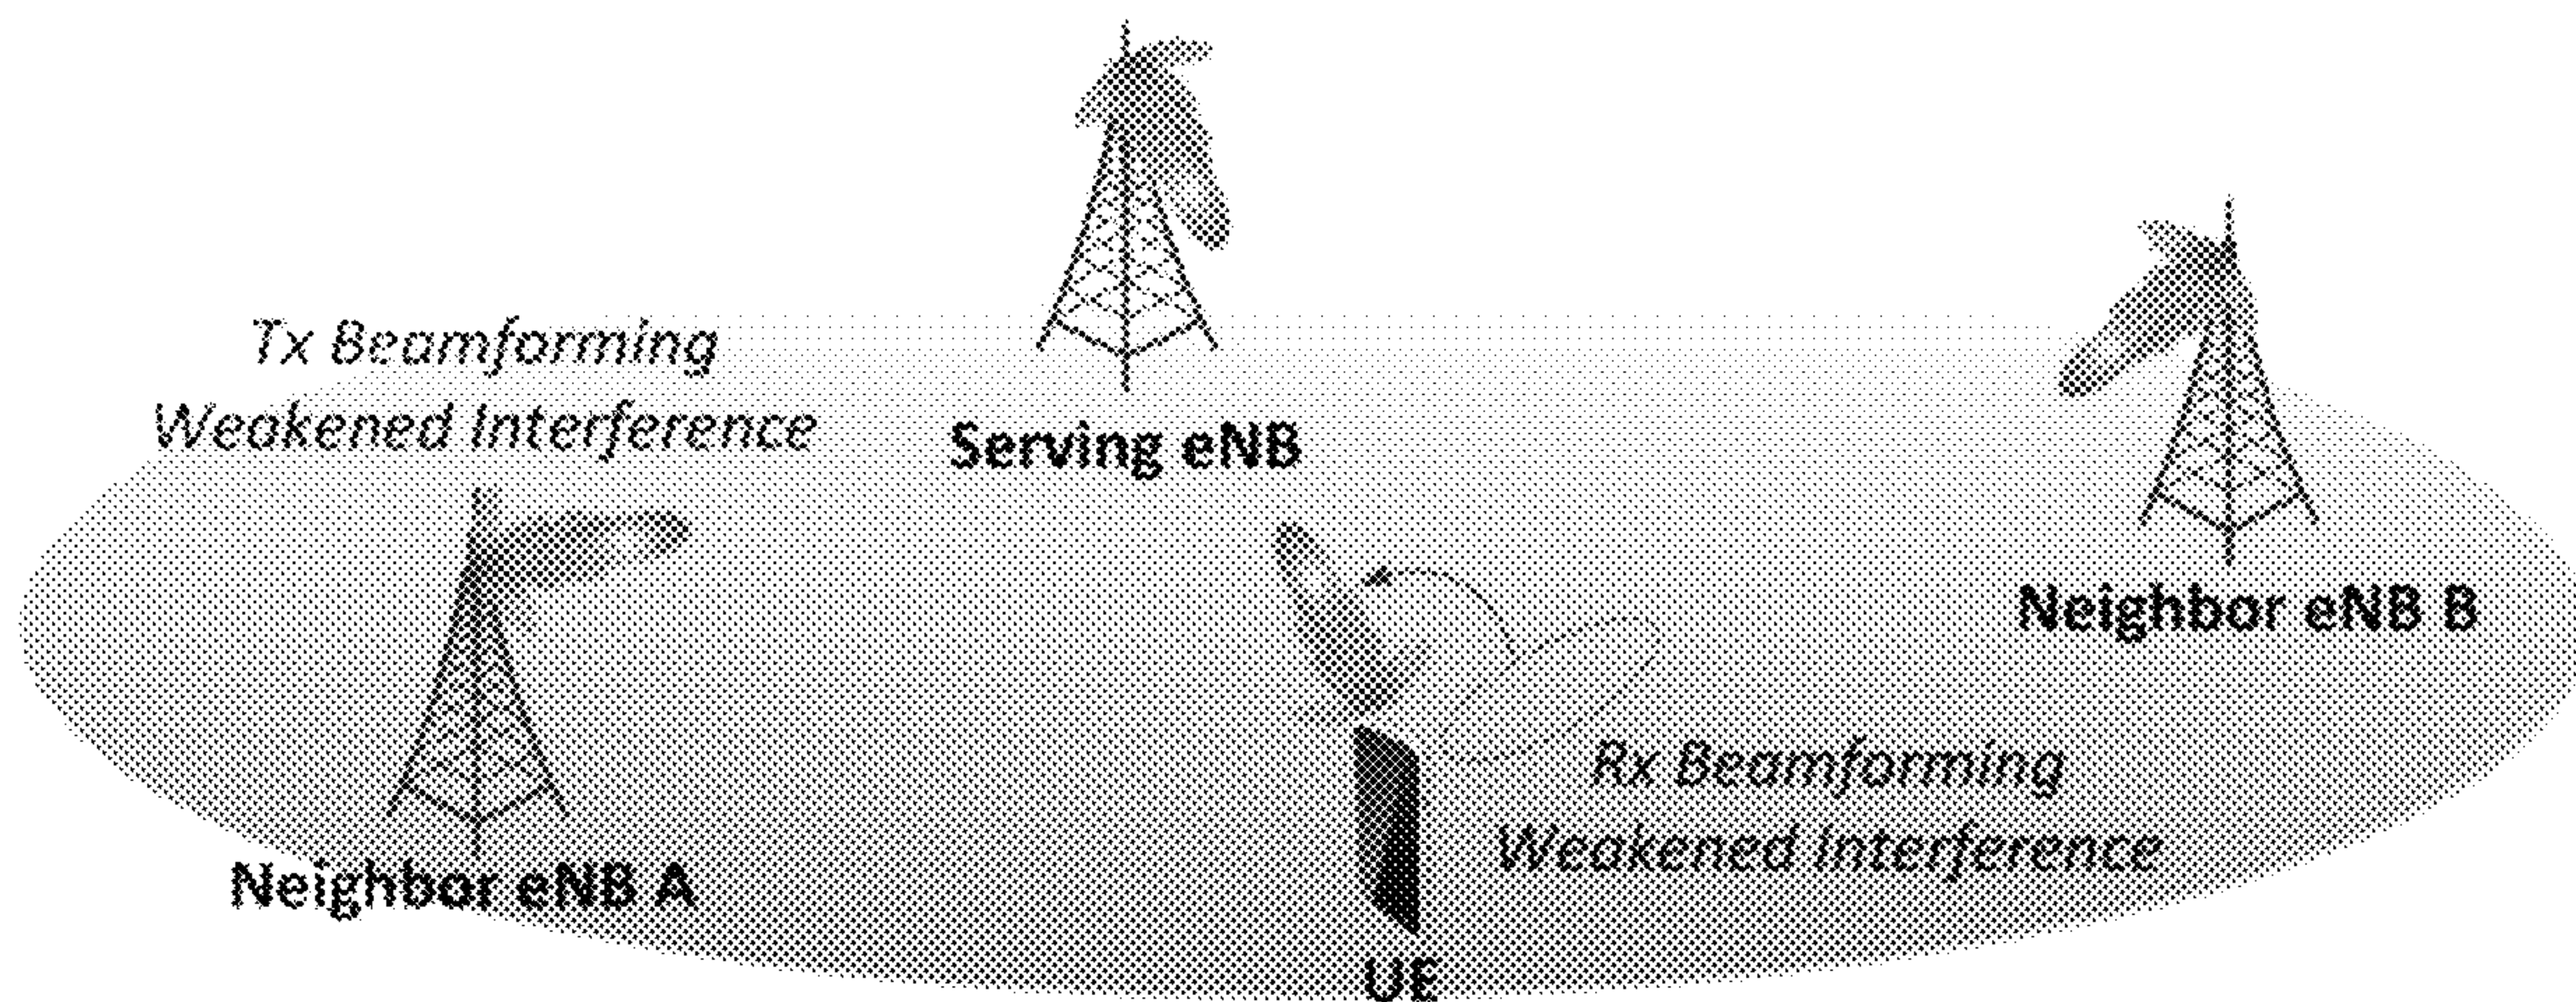 Tx Beamforming
Weakened Interference
Serving eNB
Neighbor eNB B
Rx Beamforming
Weakened Interference
Neighbor eNB A
UE